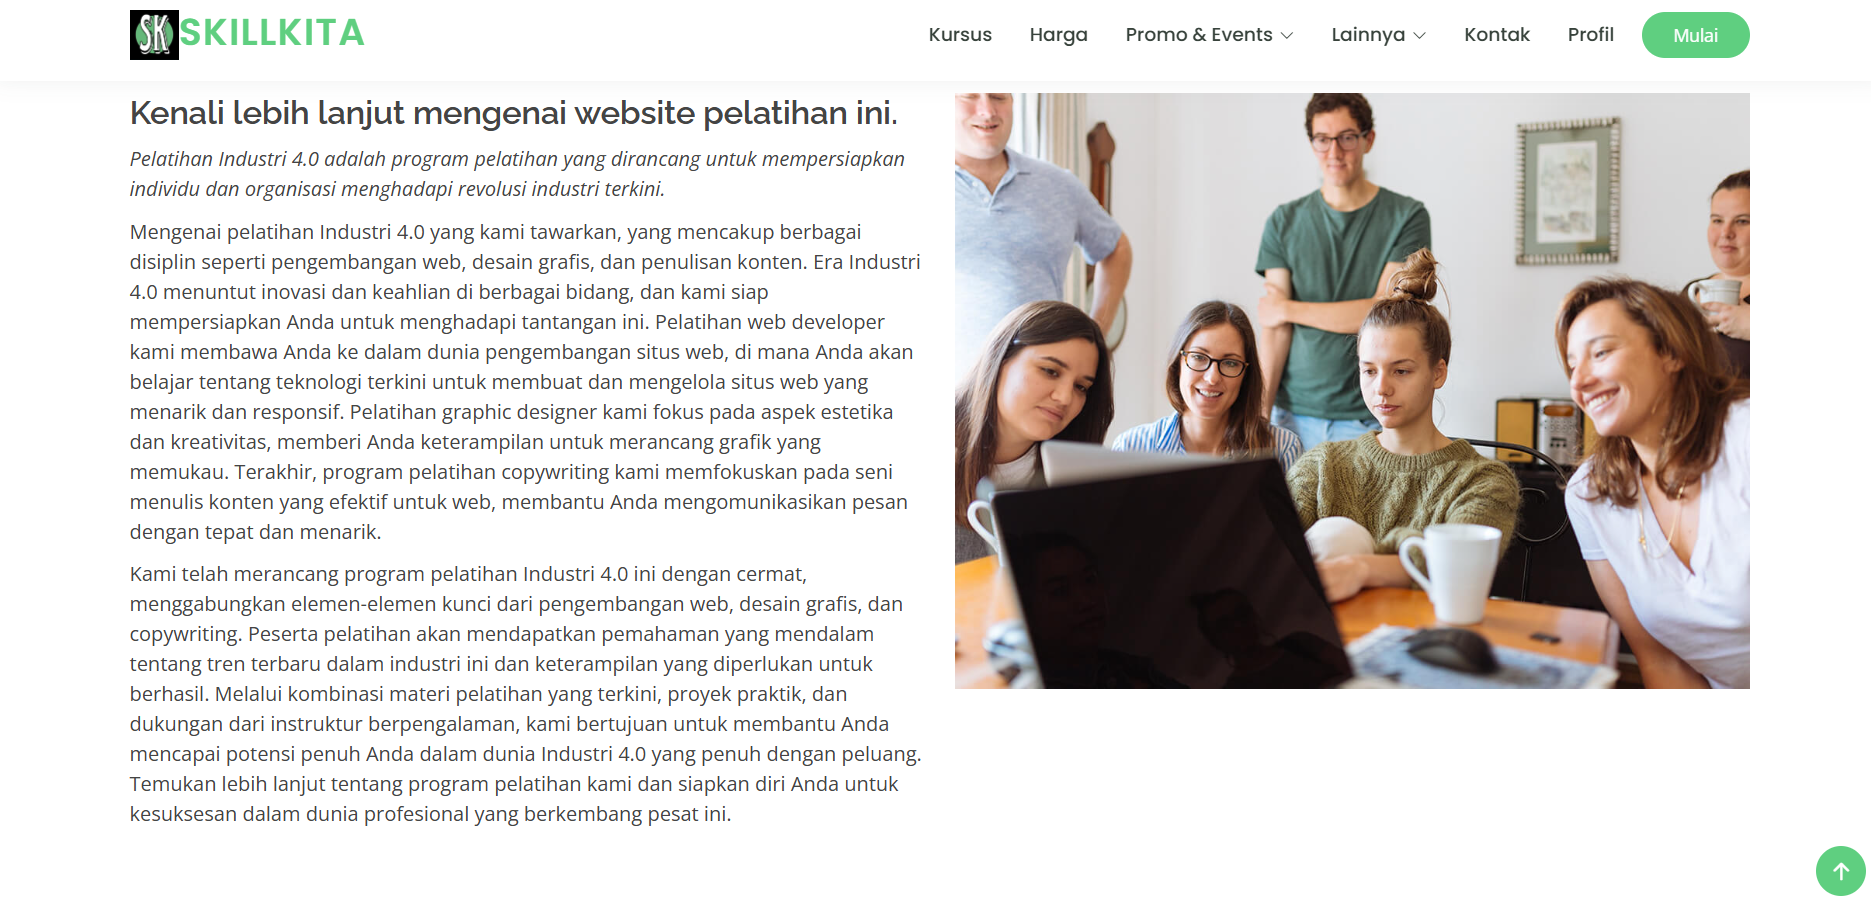 SK SKILLKITA
Kursus Harga Promo & Events Lainnya Kontak Profil Mulai
Kenali lebih lanjut mengenai website pelatihan ini.
Pelatihan Industri 4.0 adalah program pelatihan yang dirancang untuk mempersiapkan
individu dan organisasi menghadapi revolusi industri terkini.
Mengenai pelatihan Industri 4.0 yang kami tawarkan, yang mencakup berbagai
disiplin seperti pengembangan web, desain grafis, dan penulisan konten. Era Industri
4.0 menuntut inovasi dan keahlian di berbagai bidang, dan kami siap
mempersiapkan Anda untuk menghadapi tantangan ini. Pelatihan web developer
kami membawa Anda ke dalam dunia pengembangan situs web, di mana Anda akan
belajar tentang teknologi terkini untuk membuat dan mengelola situs web yang
menarik dan responsif. Pelatihan graphic designer kami fokus pada aspek estetika
dan kreativitas, memberi Anda keterampilan untuk merancang grafik yang
memukau. Terakhir, program pelatihan copywriting kami memfokuskan pada seni
menulis konten yang efektif untuk web, membantu Anda mengomunikasikan pesan
dengan tepat dan menarik.
Kami telah merancang program pelatihan Industri 4.0 ini dengan cermat,
menggabungkan elemen-elemen kunci dari pengembangan web, desain grafis, dan
copywriting. Peserta pelatihan akan mendapatkan pemahaman yang mendalam
tentang tren terbaru dalam industri ini dan keterampilan yang diperlukan untuk
berhasil. Melalui kombinasi materi pelatihan yang terkini, proyek praktik, dan
dukungan dari instruktur berpengalaman, kami bertujuan untuk membantu Anda
mencapai potensi penuh Anda dalam dunia Industri 4.0 yang penuh dengan peluang.
Temukan lebih lanjut tentang program pelatihan kami dan siapkan diri Anda untuk
kesuksesan dalam dunia profesional yang berkembang pesat ini.